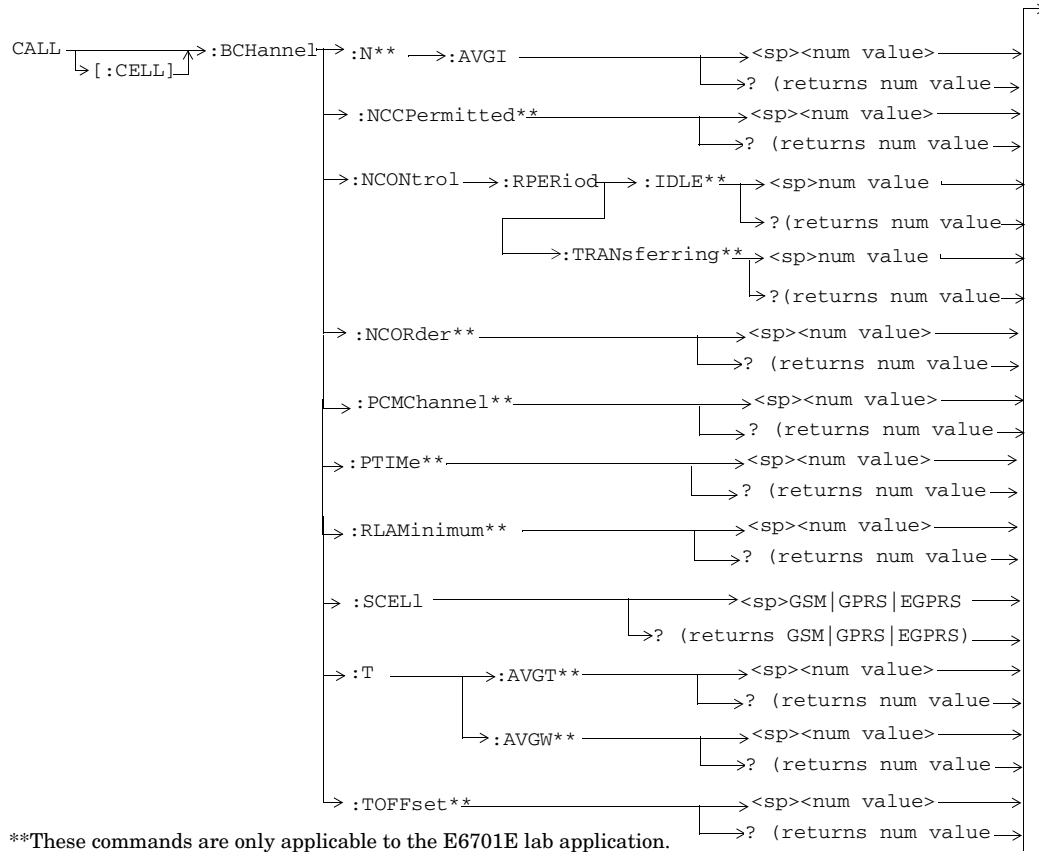 CALL :BCHannel :N** :AVGI <sp><num value>
[:CELL]
? (returns num value
:NCCPermitted** <sp><num value>
? (returns num value
:NCONtrol :RPERiod :IDLE** <sp>num value
?(returns num value
:TRANsferring** <sp>num value
?(returns num value
:NCORder** <sp><num value>
? (returns num value
:PCMChannel** <sp><num value>
? (returns num value
:PTIMe** <sp><num value>
? (returns num value
:RLAMinimum** <sp><num value>
? (returns num value
:SCELl <sp>GSM|GPRS|EGPRS
? (returns GSM|GPRS|EGPRS)
:T :AVGT** <sp><num value>
? (returns num value
:AVGW** <sp><num value>
? (returns num value
:TOFFset** <sp><num value>
? (returns num value
**These commands are only applicable to the E6701E lab application.